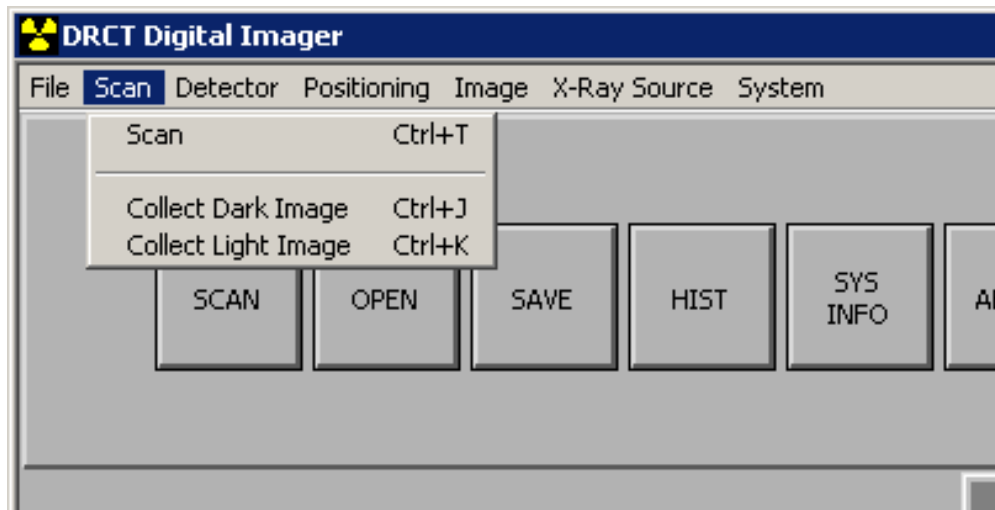 DRCT Digital Imager
File Scan Detector Positioning Image X-Ray Source System
Scan Ctrl+T
Collect Dark Image Ctrl+J
Collect Light Image Ctrl+K
SCAN
OPEN
SAVE
HIST
SYS
INFO